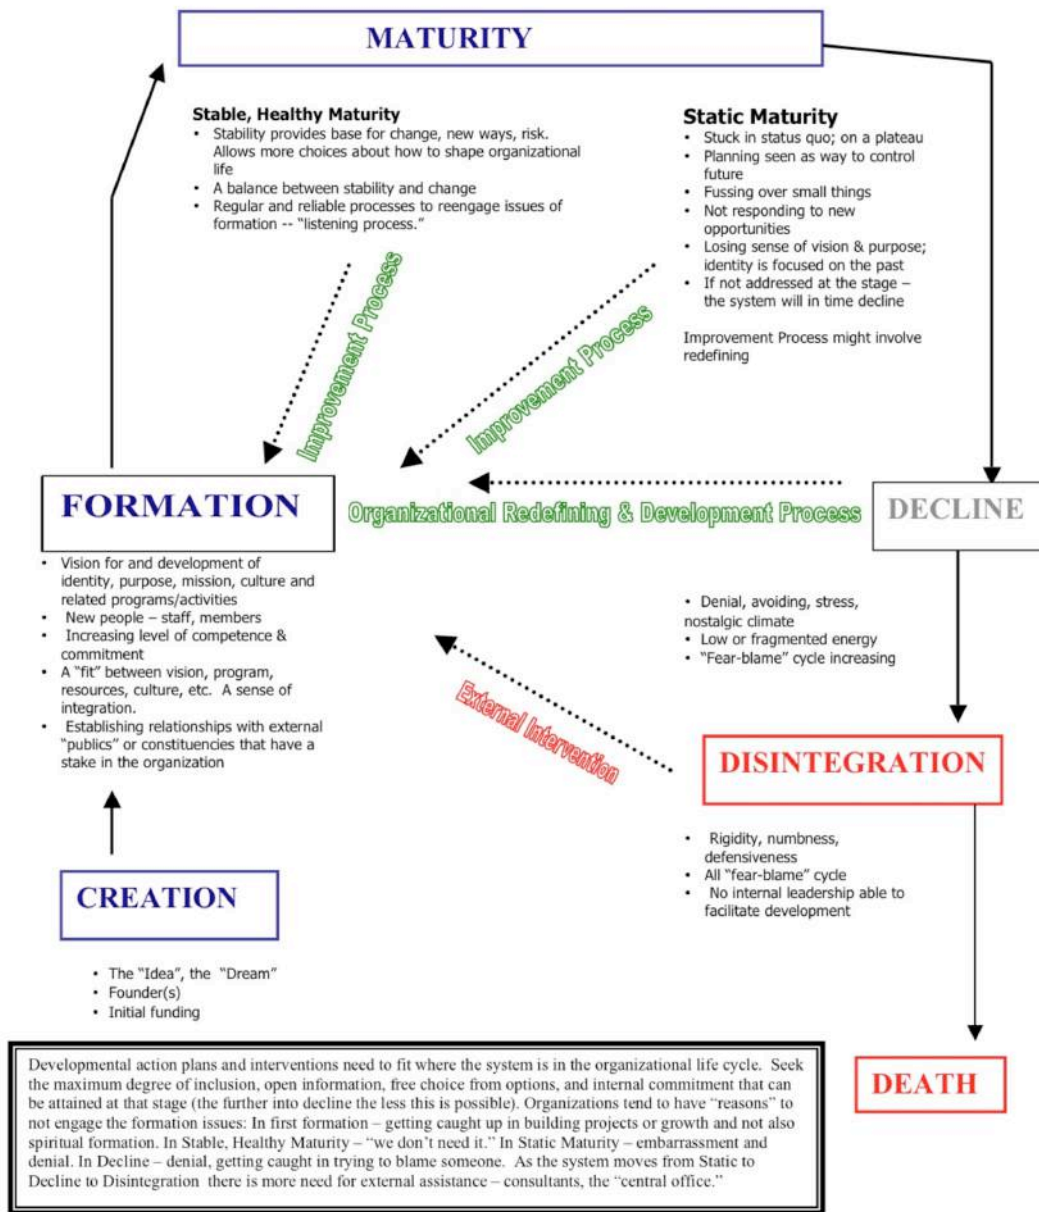 MATURITY
Stable, Healthy Maturity
• Stability provides base for change, new ways, risk.
Allows more choices about how to shape organizational
life
• A balance between stability and change
• Regular and reliable processes to reengage issues of
formation -- "listening process."
Static Maturity
• Stuck in status quo; on a plateau
• Planning seen as way to control
future
• Fussing over small things
• Not responding to new
opportunities
• Losing sense of vision & purpose;
identity is focused on the past
• If not addressed at the stage –
the system will in time decline
Improvement Process might involve
redefining
Improvement Process
Improvement Process
FORMATION
Organizational Redefining & Development Process
DECLINE
• Vision for and development of
identity, purpose, mission, culture and
related programs/activities
• New people – staff, members
• Increasing level of competence &
commitment
• A "fit" between vision, program,
resources, culture, etc. A sense of
integration.
• Establishing relationships with external
"publics" or constituencies that have a
stake in the organization
• Denial, avoiding, stress,
nostalgic climate
• Low or fragmented energy
• "Fear-blame" cycle increasing
External Intervention
DISINTEGRATION
• Rigidity, numbness,
defensiveness
• All "fear-blame" cycle
• No internal leadership able to
facilitate development
CREATION
• The "Idea", the "Dream"
• Founder(s)
• Initial funding
DEATH
Developmental action plans and interventions need to fit where the system is in the organizational life cycle. Seek
the maximum degree of inclusion, open information, free choice from options, and internal commitment that can
be attained at that stage (the further into decline the less this is possible). Organizations tend to have "reasons" to
not engage the formation issues: In first formation – getting caught up in building projects or growth and not also
spiritual formation. In Stable, Healthy Maturity – "we don't need it." In Static Maturity – embarrassment and
denial. In Decline – denial, getting caught in trying to blame someone. As the system moves from Static to
Decline to Disintegration there is more need for external assistance – consultants, the "central office."